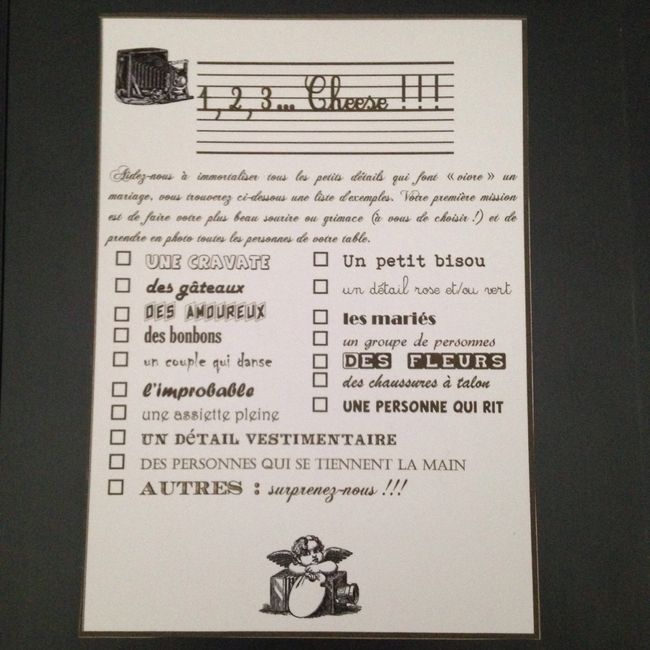 1, 2, 3... Cheese !!!
Aidez-nous à immortaliser tous les petits détails qui font « vivre » un
mariage, vous trouverez ci-dessous une liste d'exemples. Votre première mission
est de faire votre plus beau sourire ou grimace (à vous de choisir !) et de
prendre en photo toutes les personnes de votre table.
UNE CRAVATE
des gâteaux
DES AMOUREUX
des bonbons
un couple qui danse
l'improbable
une assiette pleine
Un petit bisou
un détail rose et/ou vert
les mariés
un groupe de personnes
DES FLEURS
des chaussures à talon
UNE PERSONNE QUI RIT
UN DÉTAIL VESTIMENTAIRE
DES PERSONNES QUI SE TIENNENT LA MAIN
AUTRES : surprenez-nous !!!